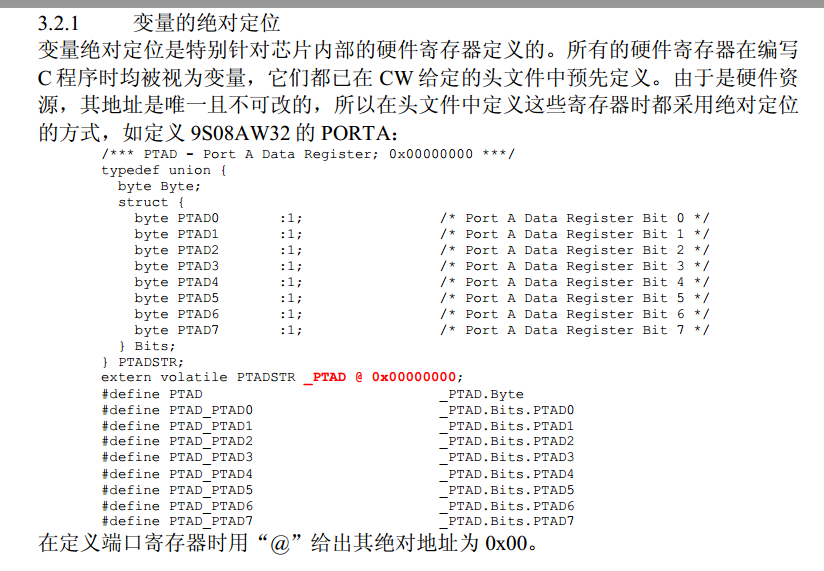 3.2.1 变量的绝对定位
变量绝对定位是特别针对芯片内部的硬件寄存器定义的。所有的硬件寄存器在编写
C 程序时均被视为变量，它们都已在 CW 给定的头文件中预先定义。由于是硬件资
源，其地址是唯一且不可改的，所以在头文件中定义这些寄存器时都采用绝对定位
的方式，如定义 9S08AW32 的 PORTA：
/*** PTAD - Port A Data Register; 0x00000000 ***/
typedef union {
byte Byte;
struct {
byte PTAD0 :1; /* Port A Data Register Bit 0 */
byte PTAD1 :1; /* Port A Data Register Bit 1 */
byte PTAD2 :1; /* Port A Data Register Bit 2 */
byte PTAD3 :1; /* Port A Data Register Bit 3 */
byte PTAD4 :1; /* Port A Data Register Bit 4 */
byte PTAD5 :1; /* Port A Data Register Bit 5 */
byte PTAD6 :1; /* Port A Data Register Bit 6 */
byte PTAD7 :1; /* Port A Data Register Bit 7 */
} Bits;
} PTADSTR;
extern volatile PTADSTR _PTAD @ 0x00000000;
#define PTAD _PTAD.Byte
#define PTAD_PTAD0 _PTAD.Bits.PTAD0
#define PTAD_PTAD1 _PTAD.Bits.PTAD1
#define PTAD_PTAD2 _PTAD.Bits.PTAD2
#define PTAD_PTAD3 _PTAD.Bits.PTAD3
#define PTAD_PTAD4 _PTAD.Bits.PTAD4
#define PTAD_PTAD5 _PTAD.Bits.PTAD5
#define PTAD_PTAD6 _PTAD.Bits.PTAD6
#define PTAD_PTAD7 _PTAD.Bits.PTAD7
在定义端口寄存器时用“@”给出其绝对地址为 0x00。